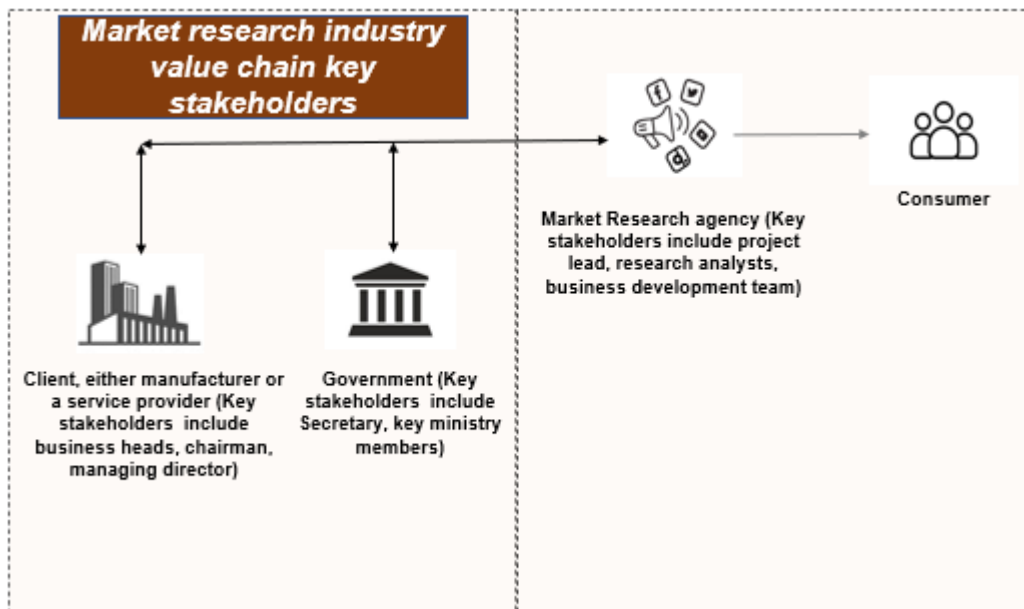 Market research industry
value chain key
stakeholders
Market Research agency (Key
stakeholders include project
lead, research analysts,
business development team)
Consumer
Client, either manufacturer or
a service provider (Key
stakeholders include
business heads, chairman,
managing director)
Government (Key
stakeholders include
Secretary, key ministry
members)